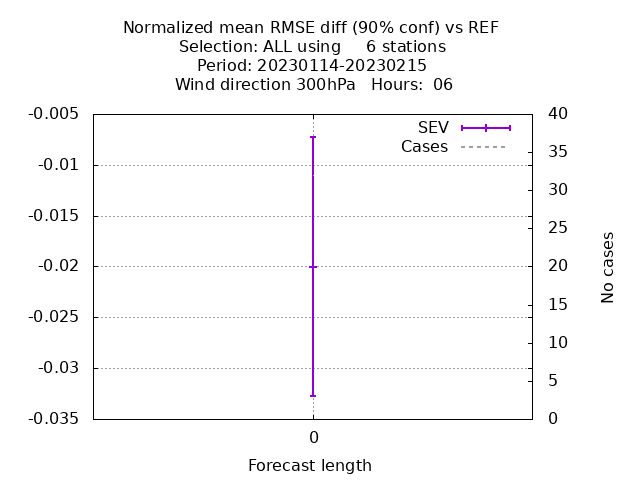 Normalized mean RMSE diff (90% conf) vs REF
Selection: ALL using     6 stations
Period: 20230114-20230215
Wind direction 300hPa   Hours:  06
-0.005
-0.01
-0.015
-0.02
-0.025
-0.03
-0.035
SEV
Cases
40
35
30
25
20
15
10
5
0
No cases
0
Forecast length